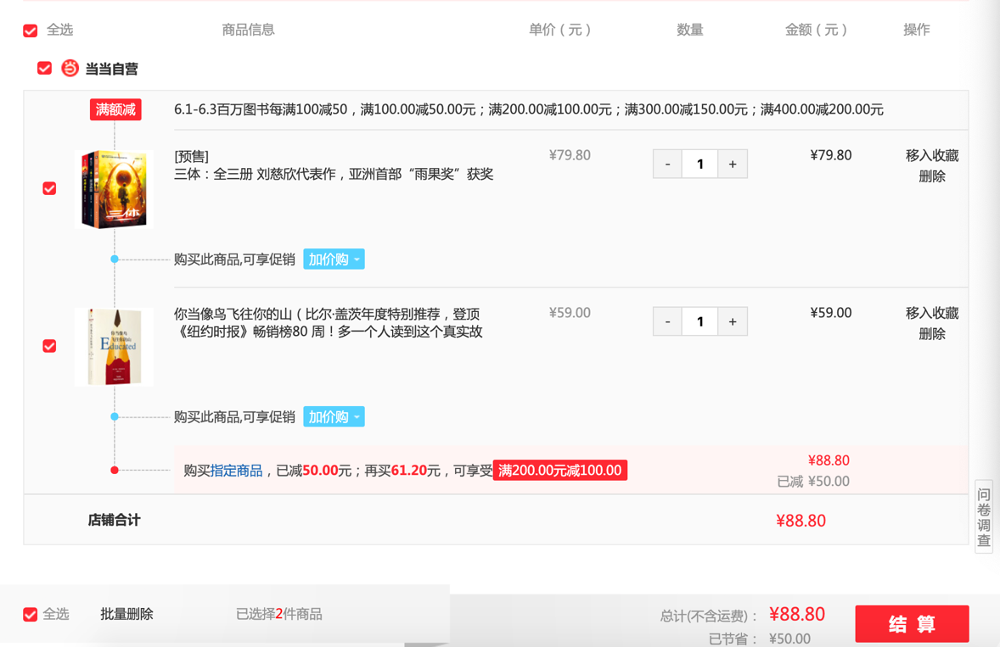 全选 商品信息 单价（元） 数量 金额（元） 操作
当当自营
满额减 6.1-6.3百万图书每满100减50，满100.00减50.00元；满200.00减100.00元；满300.00减150.00元；满400.00减200.00元
[预售] ¥79.80 - 1 + ¥79.80 移入收藏
三体：全三册 刘慈欣代表作，亚洲首部“雨果奖”获奖 删除
三体
购买此商品,可享促销 加价购
你当像鸟飞往你的山（比尔·盖茨年度特别推荐，登顶 ¥59.00 - 1 + ¥59.00 移入收藏
《纽约时报》畅销榜80 周！多一个人读到这个真实故 删除
Educated
购买此商品,可享促销 加价购
购买指定商品，已减50.00元；再买61.20元，可享受满200.00元减100.00 ¥88.80
已减 ¥50.00
店铺合计 ¥88.80
问卷调查
全选 批量删除 已选择2件商品 总计(不含运费)： ¥88.80 结 算
已节省： ¥50.00